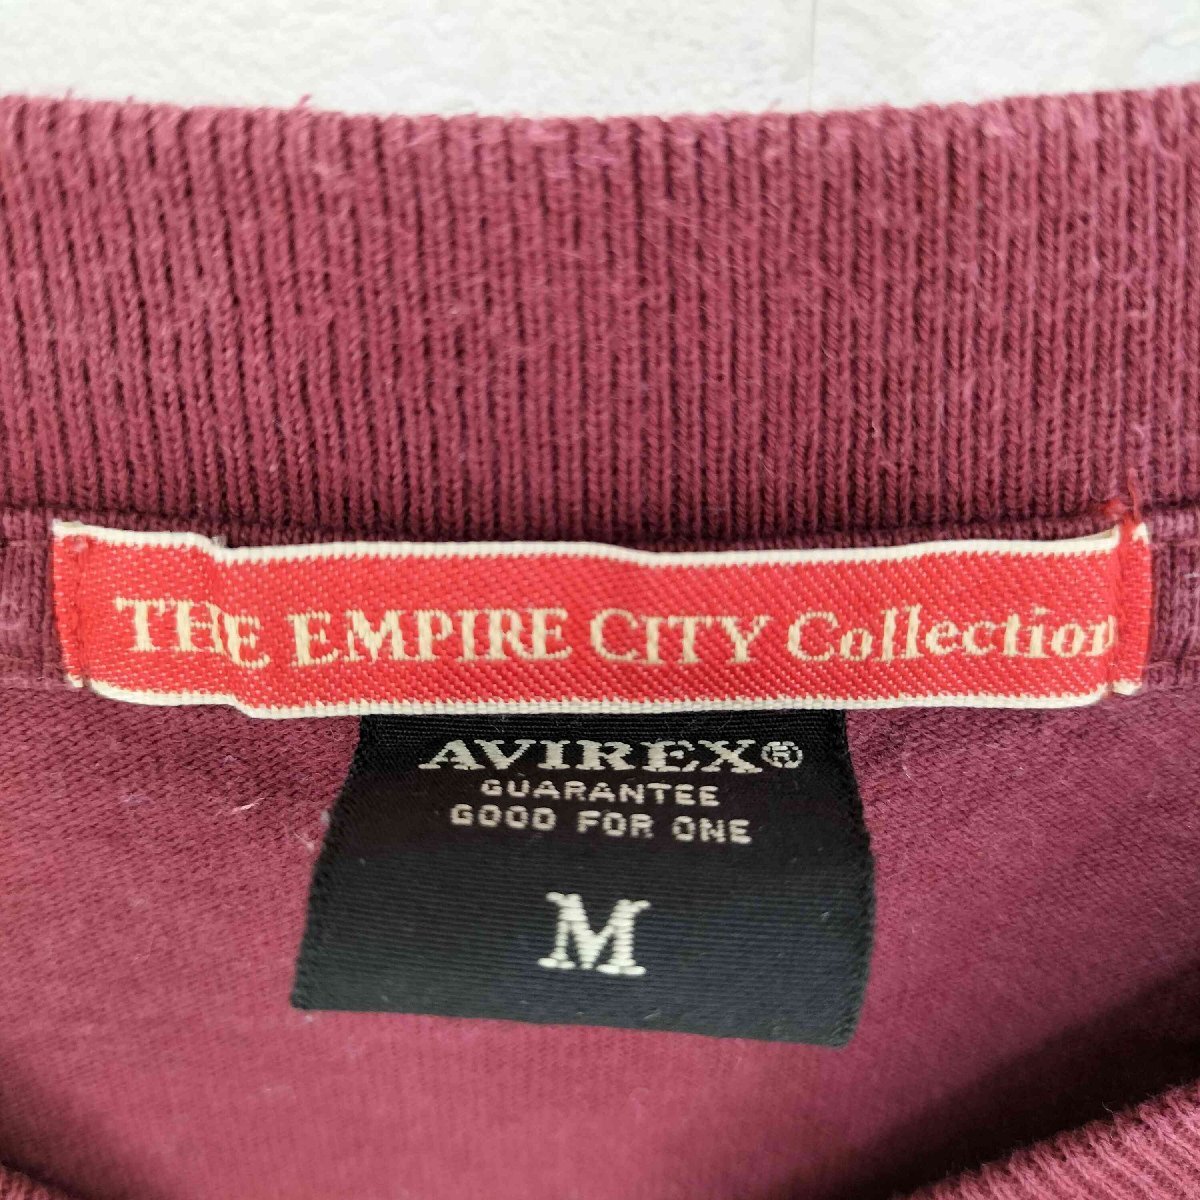 THE EMPIRE CITY Collection
AVIREX®
GUARANTEE
GOOD FOR ONE
M